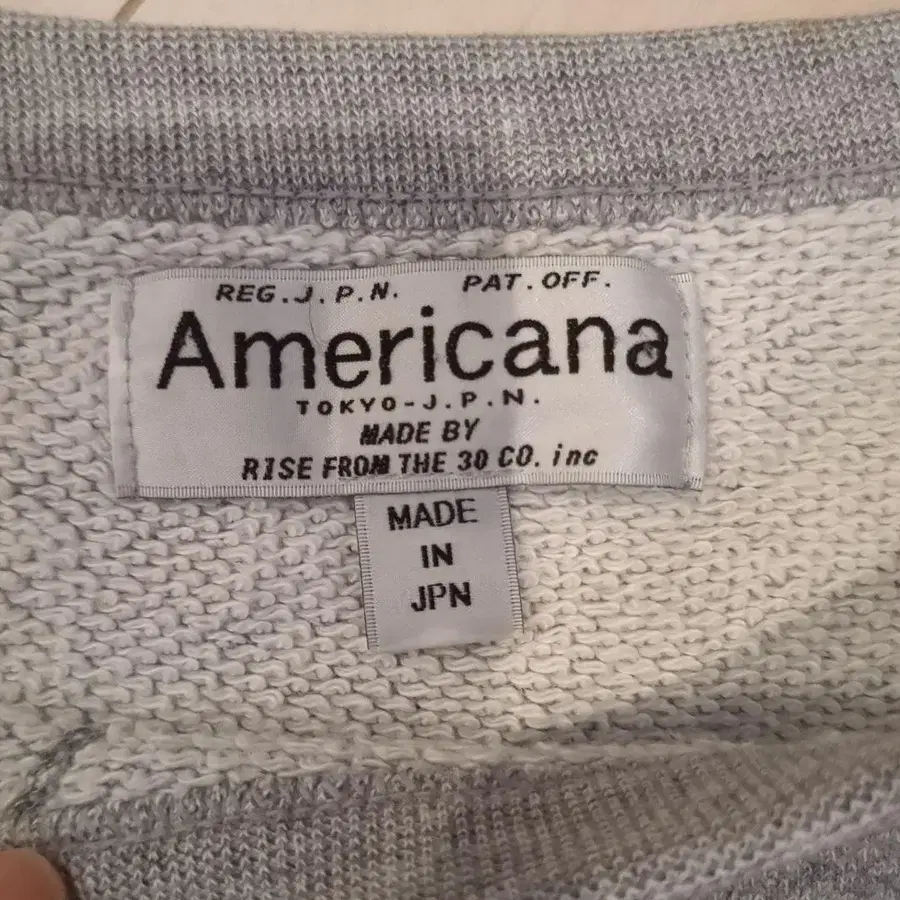 REG.J.P.N. PAT.OFF.
Americana
TOKYO-J.P.N.
MADE BY
RISE FROM THE 30 CO. inc
MADE
IN
JPN